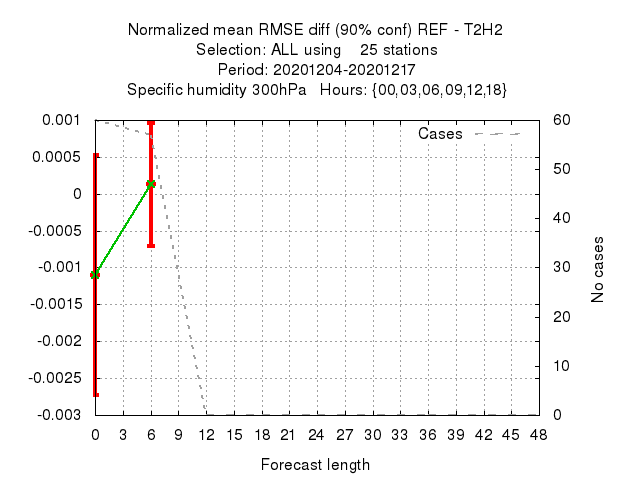 Normalized mean RMSE diff (90% conf) REF - T2H2
Selection: ALL using 25 stations
Period: 20201204-20201217
Specific humidity 300hPa Hours: {00,03,06,09,12,18}
Cases
0.001
0.0005
0
-0.0005
-0.001
-0.0015
-0.002
-0.0025
-0.003
60
50
40
30
20
10
0
No cases
0 3 6 9 12 15 18 21 24 27 30 33 36 39 42 45 48
Forecast length